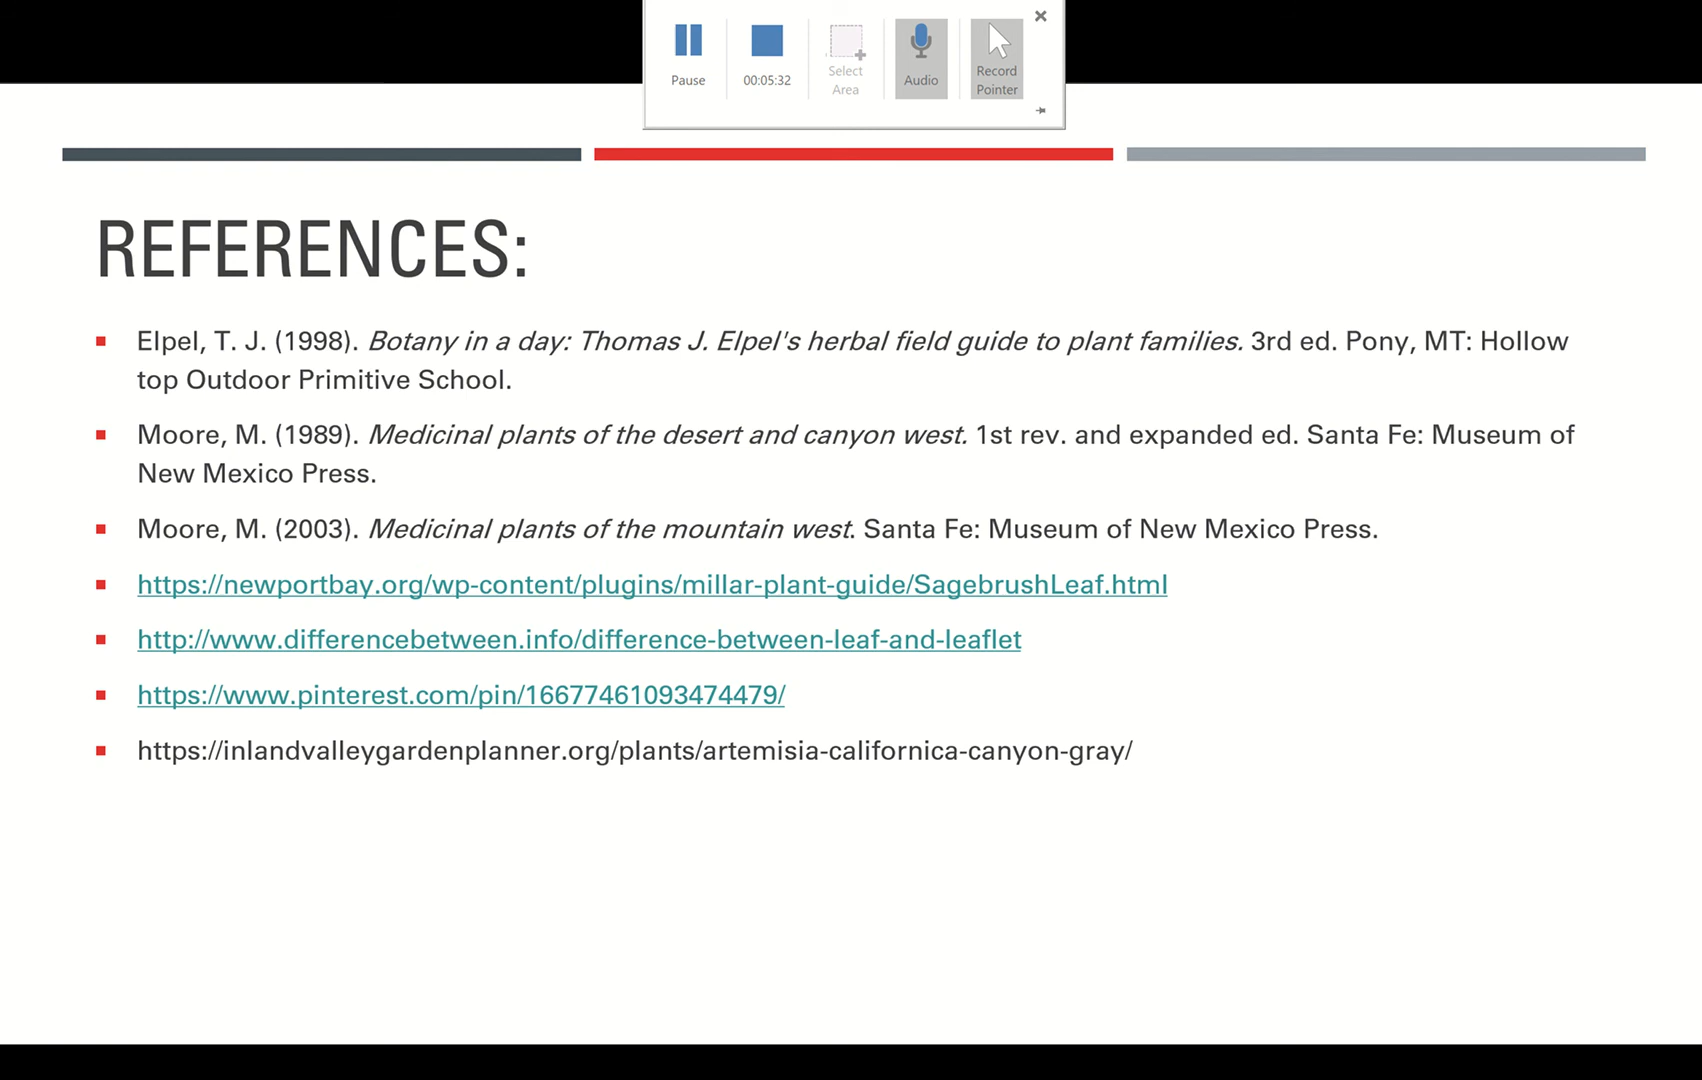 Pause
00:05:32
Select
Area
Audio
Record
Pointer
REFERENCES:
Elpel, T. J. (1998). Botany in a day: Thomas J. Elpel's herbal field guide to plant families. 3rd ed. Pony, MT: Hollow
top Outdoor Primitive School.
Moore, M. (1989). Medicinal plants of the desert and canyon west. 1st rev. and expanded ed. Santa Fe: Museum of
New Mexico Press.
Moore, M. (2003). Medicinal plants of the mountain west. Santa Fe: Museum of New Mexico Press.
https://newportbay.org/wp-content/plugins/millar-plant-guide/SagebrushLeaf.html
http://www.differencebetween.info/difference-between-leaf-and-leaflet
https://www.pinterest.com/pin/16677461093474479/
https://inlandvalleygardenplanner.org/plants/artemisia-californica-canyon-gray/